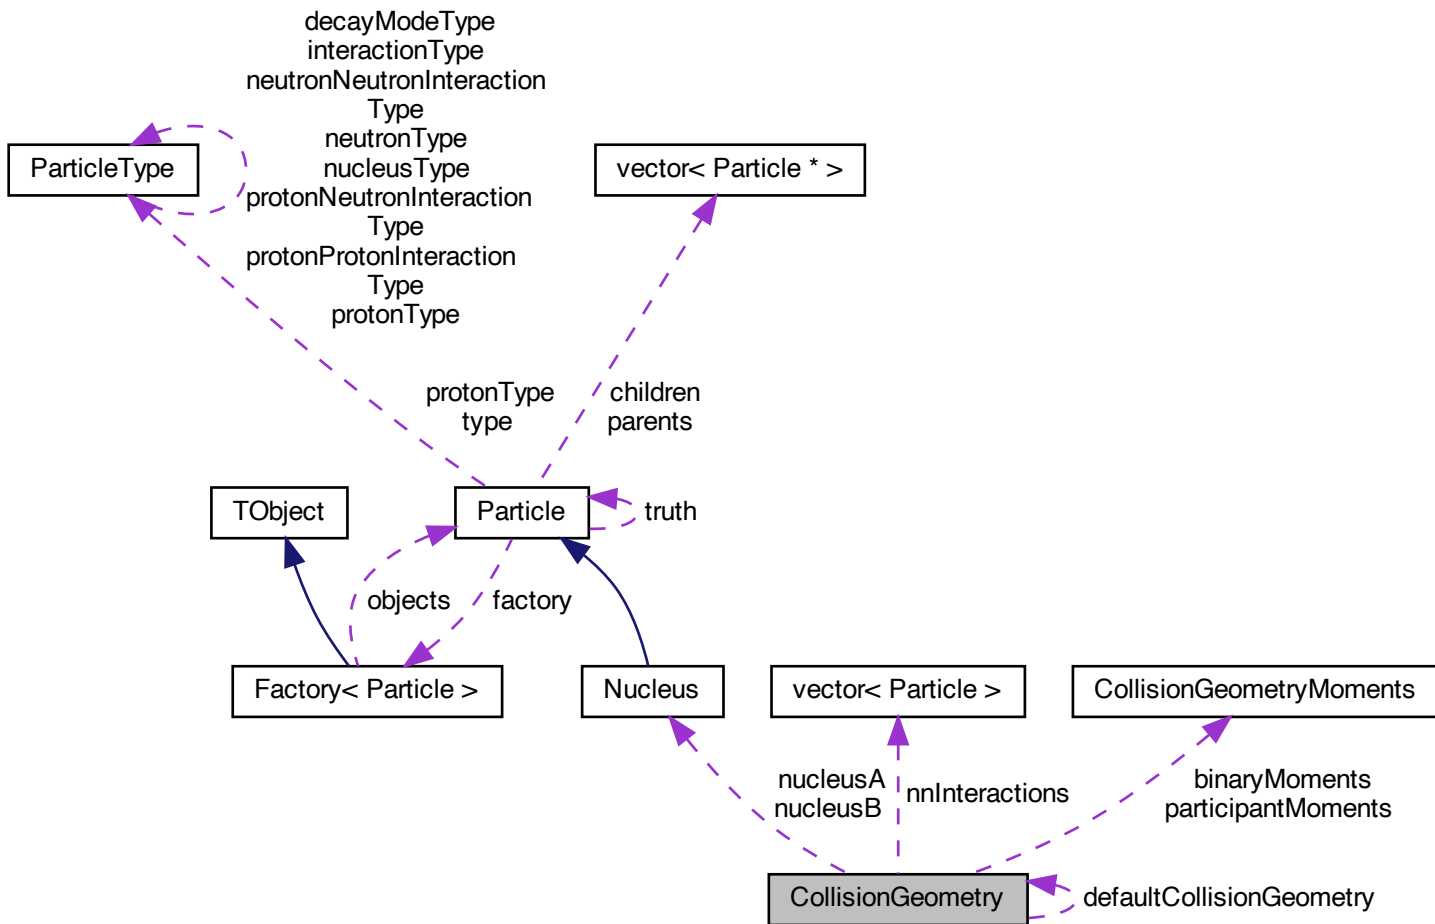 decayModeType
interactionType
neutronNeutronInteraction
Type
neutronType
nucleusType
protonNeutronInteraction
Type
protonProtonInteraction
Type
protonType
ParticleType
vector< Particle * >
protonType
type
children
parents
TObject
Particle
truth
objects
factory
Factory< Particle >
Nucleus
vector< Particle >
CollisionGeometryMoments
nucleusA
nucleusB
nnInteractions
binaryMoments
participantMoments
CollisionGeometry
defaultCollisionGeometry